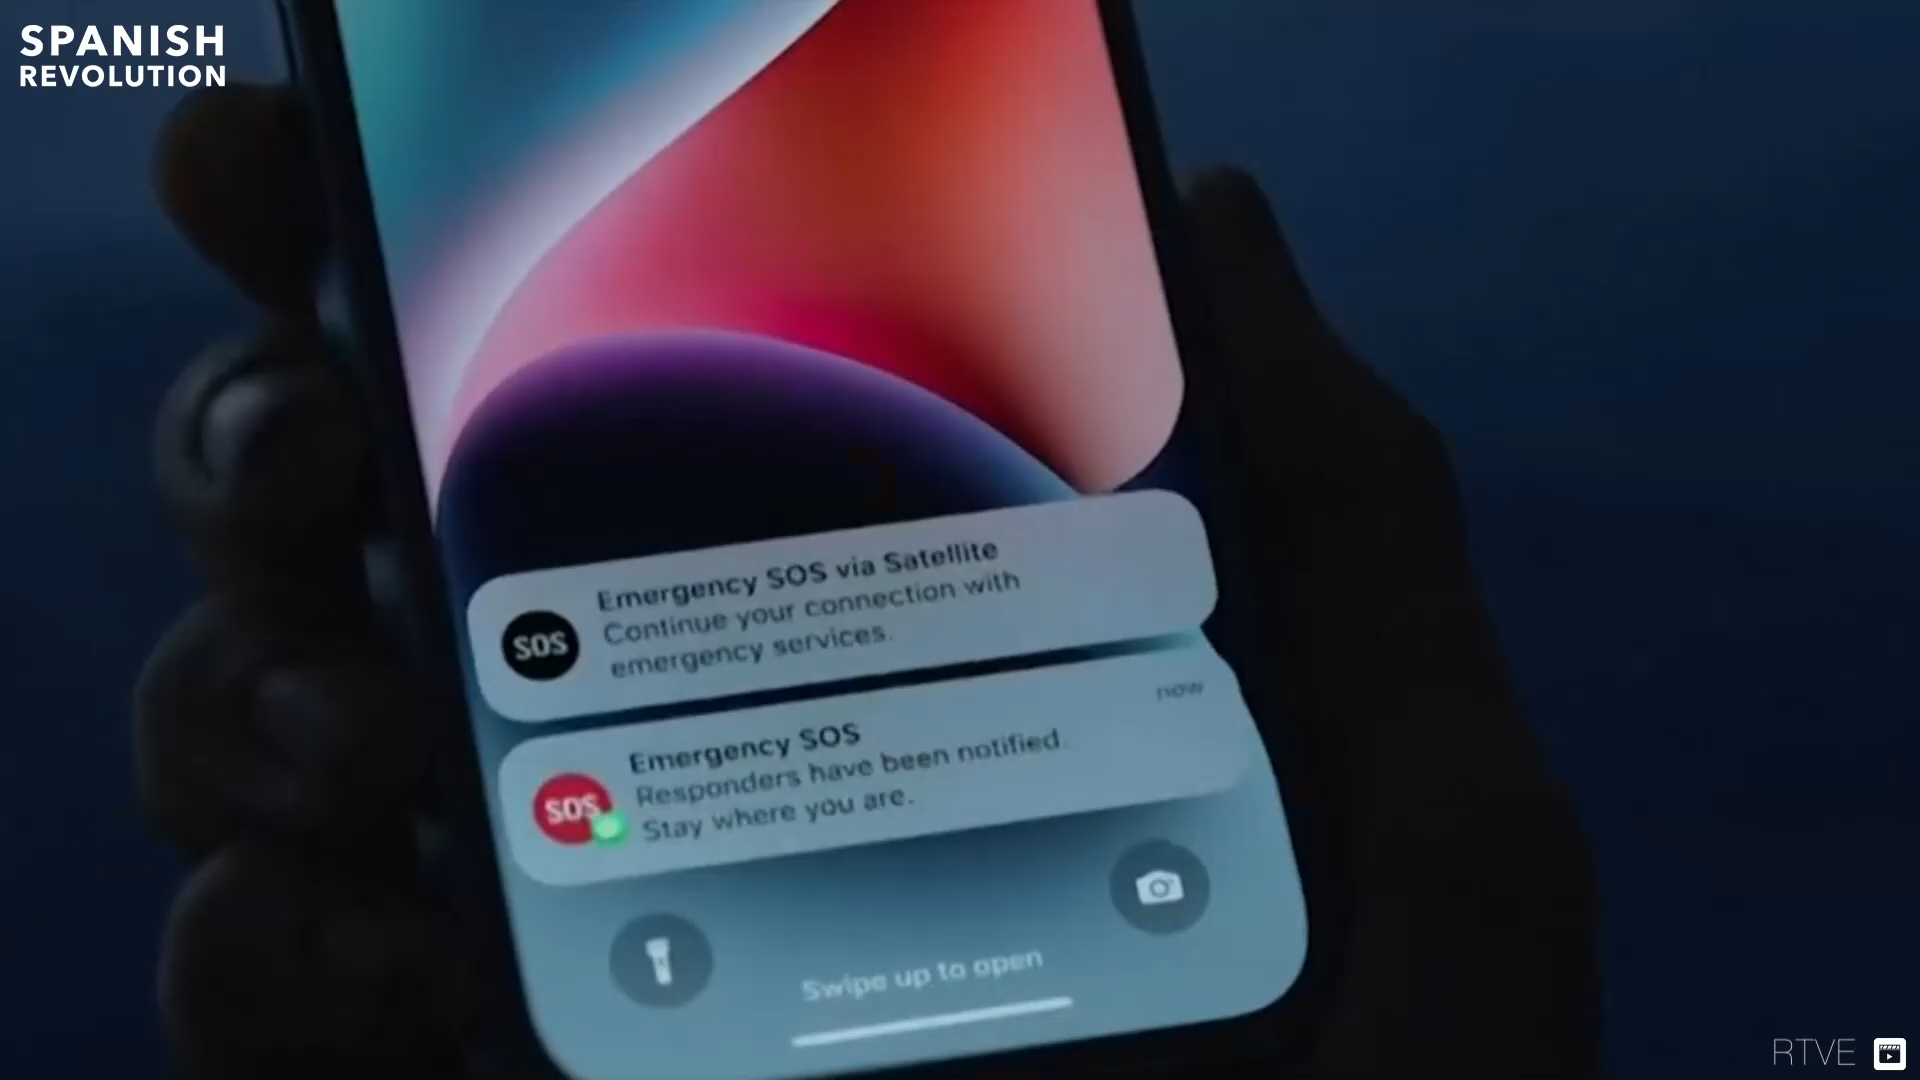 SPANISH
REVOLUTION
Emergency SOS via Satellite
Continue your connection with
emergency services.
SOS
now
Emergency SOS
Responders have been notified.
Stay where you are.
SOS
Swipe up to open
RTVE